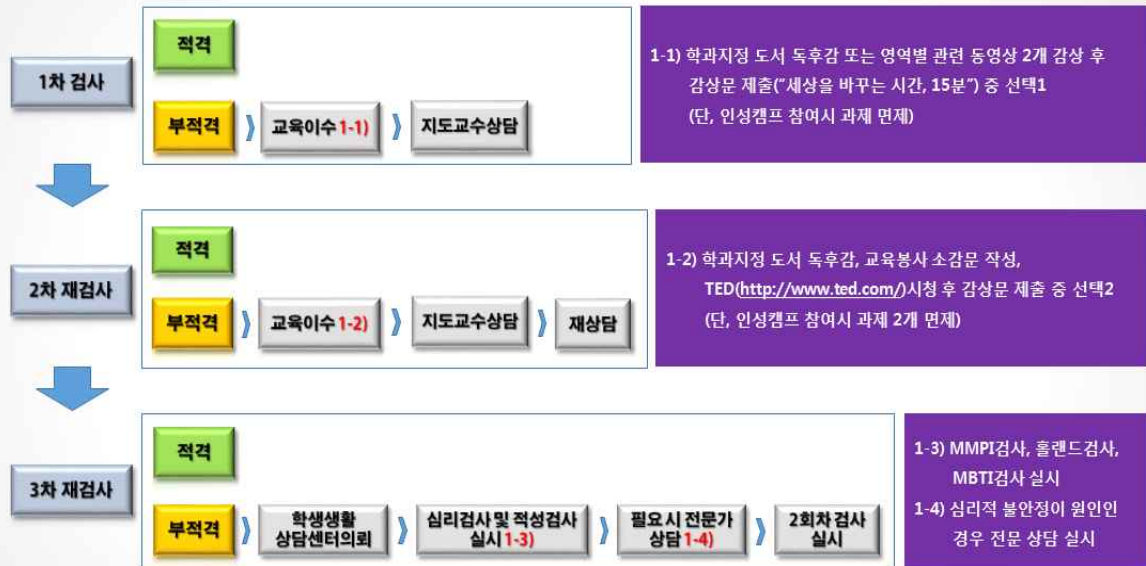 적격
1차 검사
부적격
교육이수 1-1)
지도교수상담
1-1) 학과지정 도서 독후감 또는 영역별 관련 동영상 2개 감상 후
감상문 제출("세상을 바꾸는 시간, 15분") 중 선택1
(단, 인성캠프 참여시 과제 면제)
적격
2차 재검사
부적격
교육이수 1-2)
지도교수상담
재상담
1-2) 학과지정 도서 독후감, 교육봉사 소감문 작성,
TED(http://www.ted.com/)시청 후 감상문 제출 중 선택2
(단, 인성캠프 참여시 과제 2개 면제)
적격
3차 재검사
부적격
학생생활
상담센터의뢰
심리검사 및 적성검사
실시 1-3)
필요 시 전문가
상담 1-4)
2회차 검사
실시
1-3) MMPI검사, 홀랜드검사,
MBTI검사 실시
1-4) 심리적 불안정이 원인인
경우 전문 상담 실시